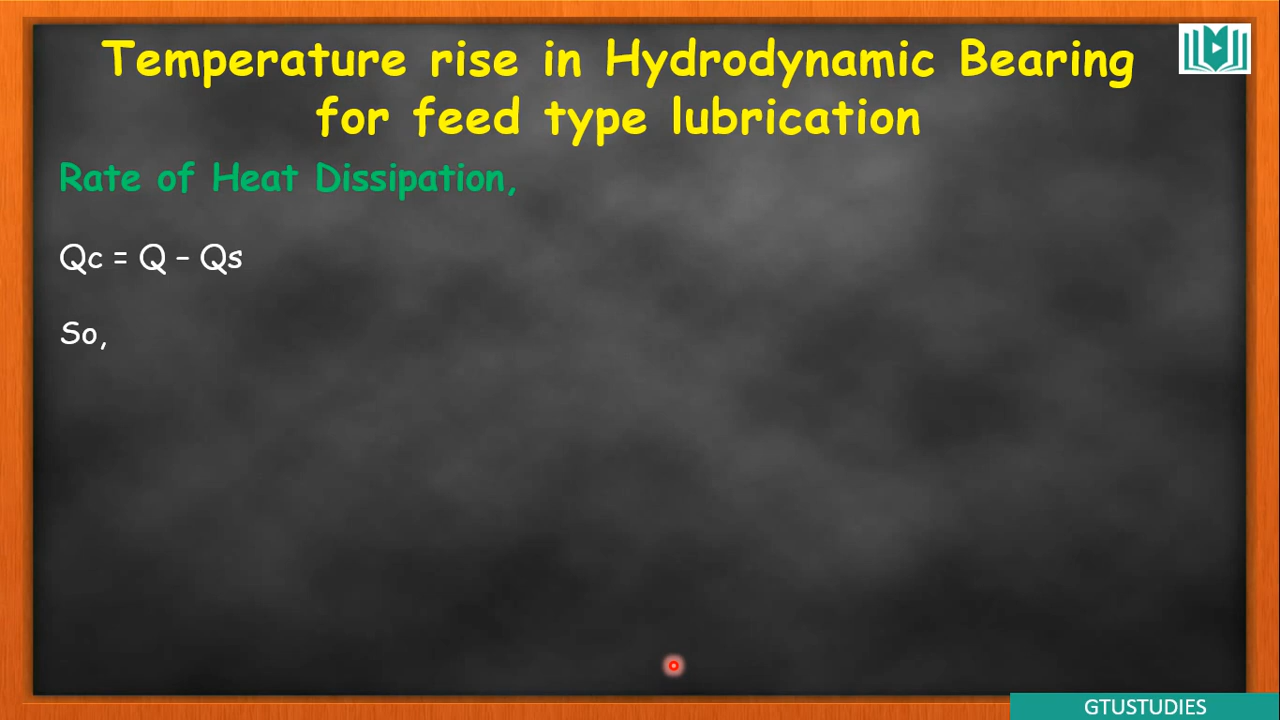 Temperature rise in Hydrodynamic Bearing
for feed type lubrication
Rate of Heat Dissipation,
Qc = Q – Qs
So,
GTUSTUDIES